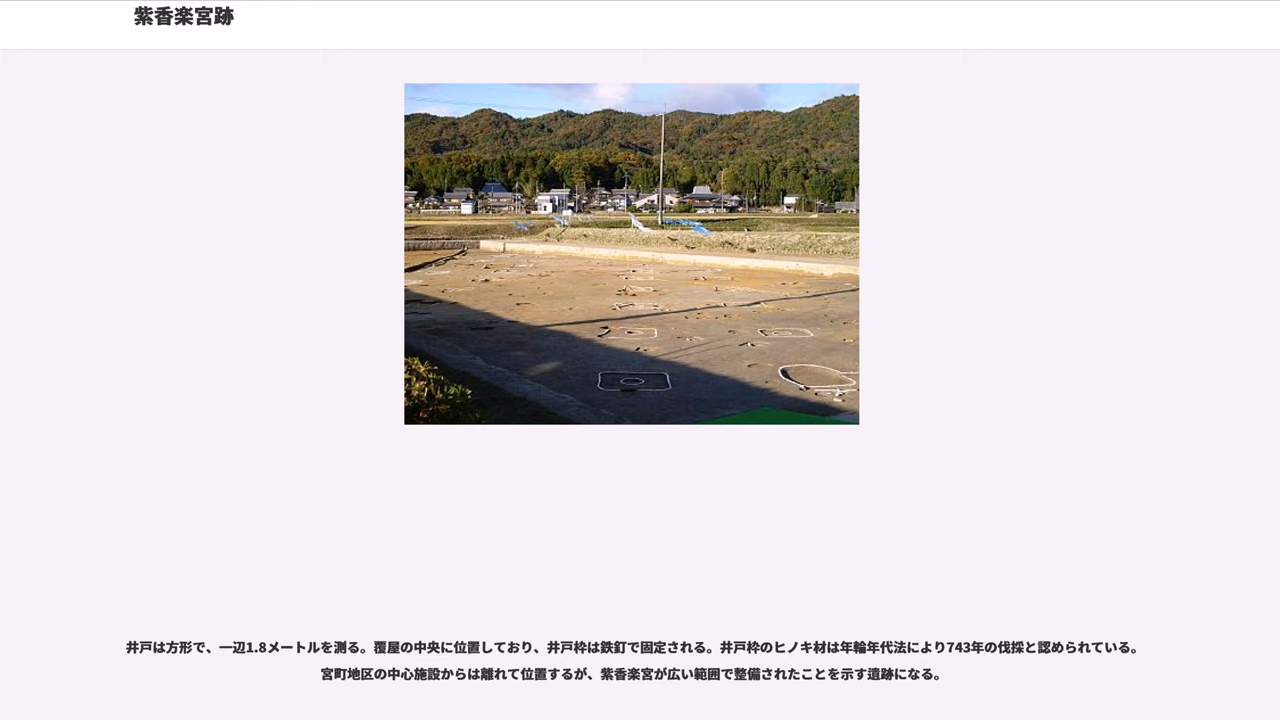 紫香楽宮跡
井戸は方形で、一辺1.8メートルを測る。覆屋の中央に位置しており、井戸枠は鉄釘で固定される。井戸枠のヒノキ材は年輪年代法により743年の伐採と認められている。
宮町地区の中心施設からは離れて位置するが、紫香楽宮が広い範囲で整備されたことを示す遺跡になる。